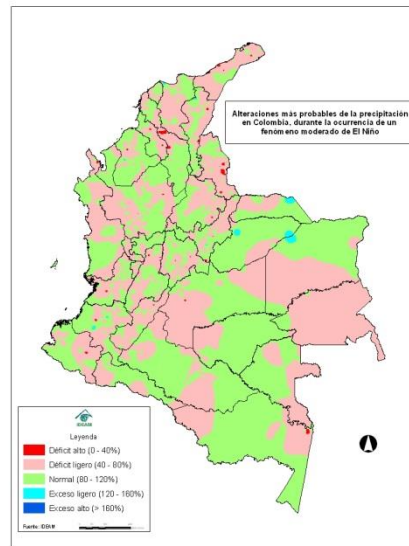 Alteraciones más probables de la precipitación
en Colombia, durante la ocurrencia de un
fenómeno moderado de El Niño
IDEAM
Leyenda
Déficit alto (0 - 40%)
Déficit ligero (40 - 80%)
Normal (80 - 120%)
Exceso ligero (120 - 160%)
Exceso alto (> 160%)
Fuente: IDEAM